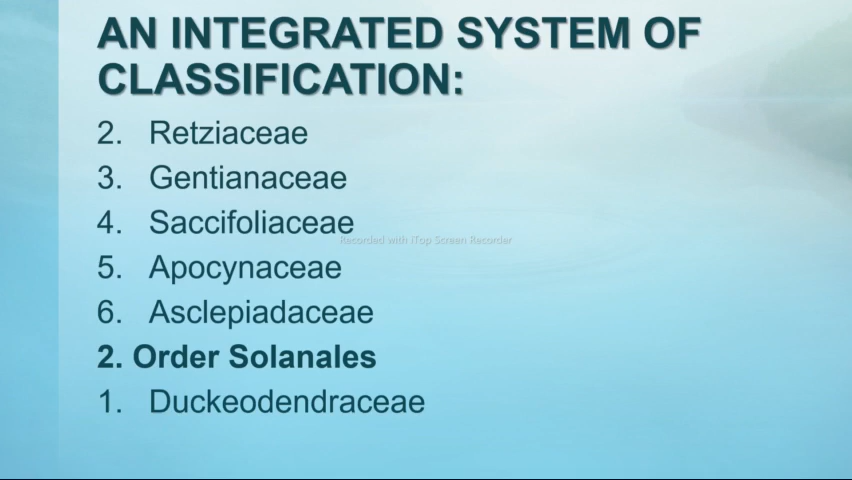 AN INTEGRATED SYSTEM OF
CLASSIFICATION:
2. Retziaceae
3. Gentianaceae
4. Saccifoliaceae
Recorded with iTop Screen Recorder
5. Apocynaceae
6. Asclepiadaceae
2. Order Solanales
1. Duckeodendraceae